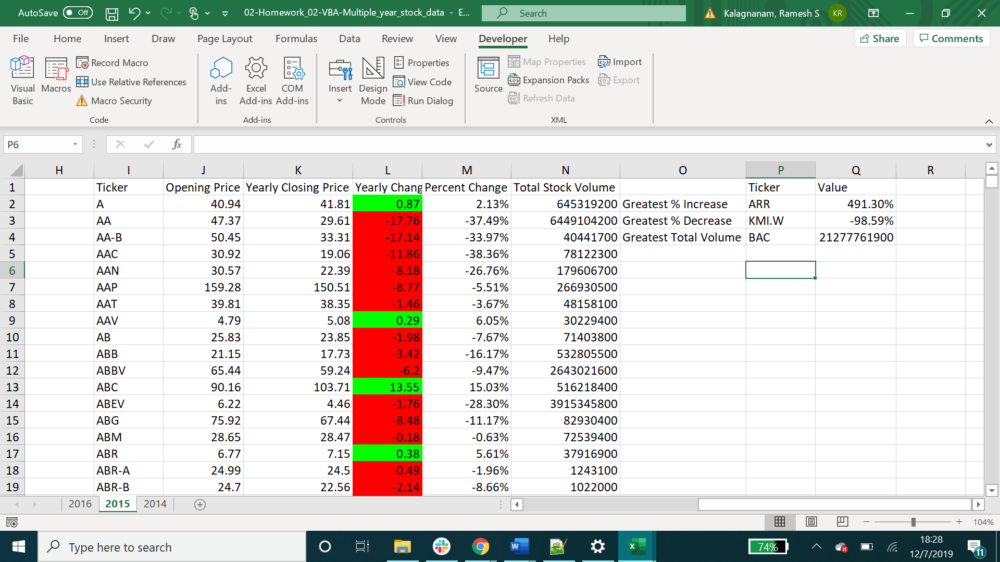 AutoSave Off 02-Homework_02-VBA-Multiple_year_stock_data - E... Search Kalagnanam, Ramesh S KR
File Home Insert Draw Page Layout Formulas Data Review View Developer Help Share Comments
Visual Basic
Macros
Record Macro
Use Relative References
Macro Security
Code
Add-ins
Excel Add-ins
COM Add-ins
Add-ins
Insert
Design Mode
Properties
View Code
Run Dialog
Controls
Source
Map Properties
Expansion Packs
Refresh Data
Import
Export
XML
P6 fx
H I J K L M N O P Q R
1 Ticker Opening Price Yearly Closing Price Yearly Chang Percent Change Total Stock Volume Ticker Value
2 A 40.94 41.81 0.87 2.13% 645319200 Greatest % Increase ARR 491.30%
3 AA 47.37 29.61 -17.76 -37.49% 6449104200 Greatest % Decrease KMI.W -98.59%
4 AA-B 50.45 33.31 -17.14 -33.97% 40441700 Greatest Total Volume BAC 21277761900
5 AAC 30.92 19.06 -11.86 -38.36% 78122300
6 AAN 30.57 22.39 -8.18 -26.76% 179606700
7 AAP 159.28 150.51 -8.77 -5.51% 266930500
8 AAT 39.81 38.35 -1.46 -3.67% 48158100
9 AAV 4.79 5.08 0.29 6.05% 30229400
10 AB 25.83 23.85 -1.98 -7.67% 71403800
11 ABB 21.15 17.73 -3.42 -16.17% 532805500
12 ABBV 65.44 59.24 -6.2 -9.47% 2643021600
13 ABC 90.16 103.71 13.55 15.03% 516218400
14 ABEV 6.22 4.46 -1.76 -28.30% 3915345800
15 ABG 75.92 67.44 -8.48 -11.17% 82930400
16 ABM 28.65 28.47 -0.18 -0.63% 72539400
17 ABR 6.77 7.15 0.38 5.61% 37916900
18 ABR-A 24.99 24.5 -0.49 -1.96% 1243100
19 ABR-B 24.7 22.56 -2.14 -8.66% 1022000
2016 2015 2014
104%
Type here to search 74% 18:28
12/7/2019 11